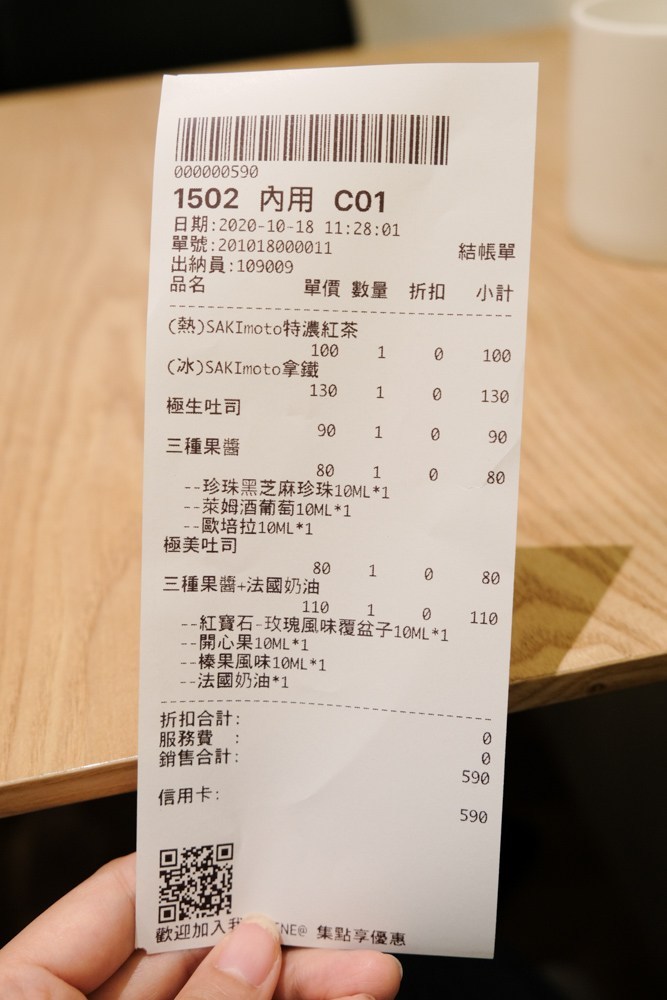 000000590
1502 內用 C01
日期:2020-10-18 11:28:01
單號:201018000011 結帳單
出納員:109009
品名 單價 數量 折扣 小計
(熱)SAKImoto特濃紅茶
100 1 0 100
(冰)SAKImoto拿鐵
130 1 0 130
極生吐司
90 1 0 90
三種果醬
80 1 0 80
--珍珠黑芝麻珍珠10ML*1
--萊姆酒葡萄10ML*1
--歐培拉10ML*1
極美吐司
80 1 0 80
三種果醬+法國奶油
110 1 0 110
--紅寶石-玫瑰風味覆盆子10ML*1
--開心果10ML*1
--榛果風味10ML*1
--法國奶油*1
折扣合計: 0
服務費 : 0
銷售合計: 590
信用卡: 590
歡迎加入 NE@ 集點享優惠